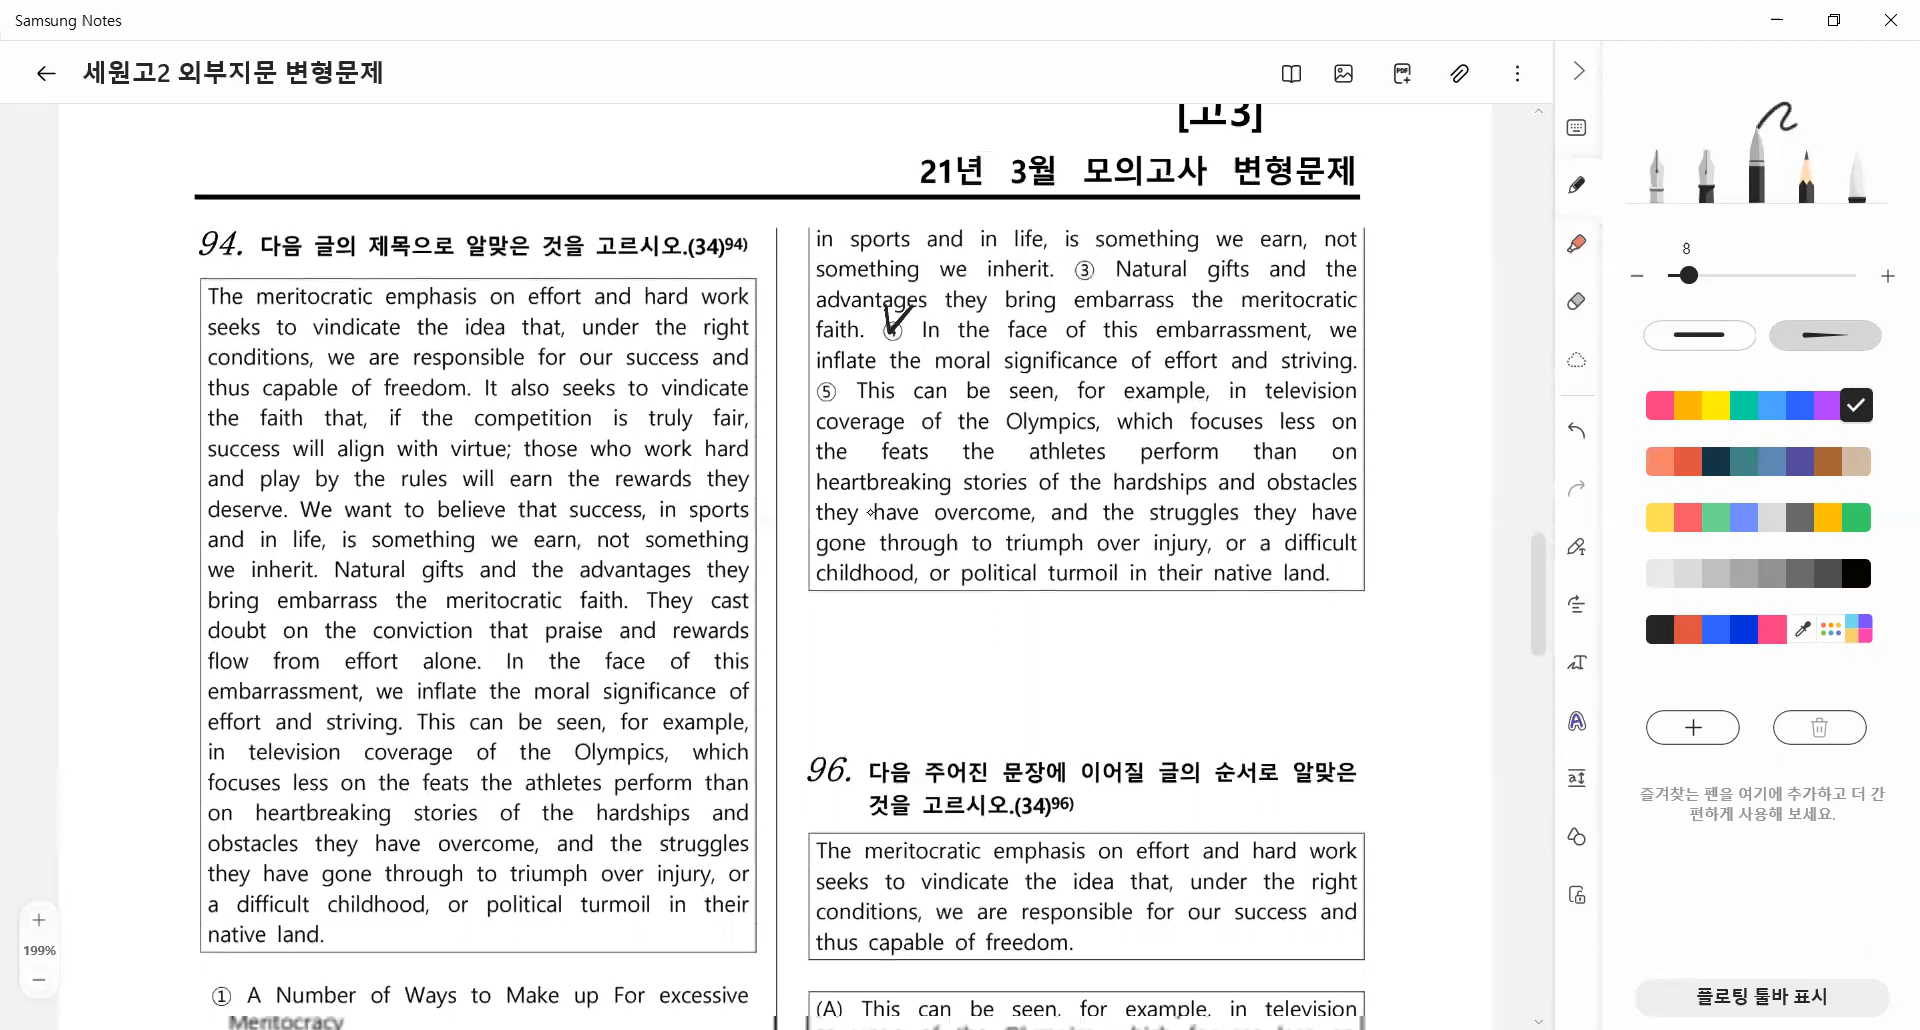 Samsung Notes
세원고2 외부지문 변형문제
[고3]
21년 3월 모의고사 변형문제
94. 다음 글의 제목으로 알맞은 것을 고르시오.(34)94)
The meritocratic emphasis on effort and hard work
seeks to vindicate the idea that, under the right
conditions, we are responsible for our success and
thus capable of freedom. It also seeks to vindicate
the faith that, if the competition is truly fair,
success will align with virtue; those who work hard
and play by the rules will earn the rewards they
deserve. We want to believe that success, in sports
and in life, is something we earn, not something
we inherit. Natural gifts and the advantages they
bring embarrass the meritocratic faith. They cast
doubt on the conviction that praise and rewards
flow from effort alone. In the face of this
embarrassment, we inflate the moral significance of
effort and striving. This can be seen, for example,
in television coverage of the Olympics, which
focuses less on the feats the athletes perform than
on heartbreaking stories of the hardships and
obstacles they have overcome, and the struggles
they have gone through to triumph over injury, or
a difficult childhood, or political turmoil in their
native land.
① A Number of Ways to Make up For excessive
Meritocracy
in sports and in life, is something we earn, not
something we inherit. ③ Natural gifts and the
advantages they bring embarrass the meritocratic
faith. ④ In the face of this embarrassment, we
inflate the moral significance of effort and striving.
⑤ This can be seen, for example, in television
coverage of the Olympics, which focuses less on
the feats the athletes perform than on
heartbreaking stories of the hardships and obstacles
they have overcome, and the struggles they have
gone through to triumph over injury, or a difficult
childhood, or political turmoil in their native land.
96. 다음 주어진 문장에 이어질 글의 순서로 알맞은
것을 고르시오.(34)96)
The meritocratic emphasis on effort and hard work
seeks to vindicate the idea that, under the right
conditions, we are responsible for our success and
thus capable of freedom.
(A) This can be seen, for example, in television
199%
PDF
8
즐겨찾는 펜을 여기에 추가하고 더 간
편하게 사용해 보세요.
플로팅 툴바 표시